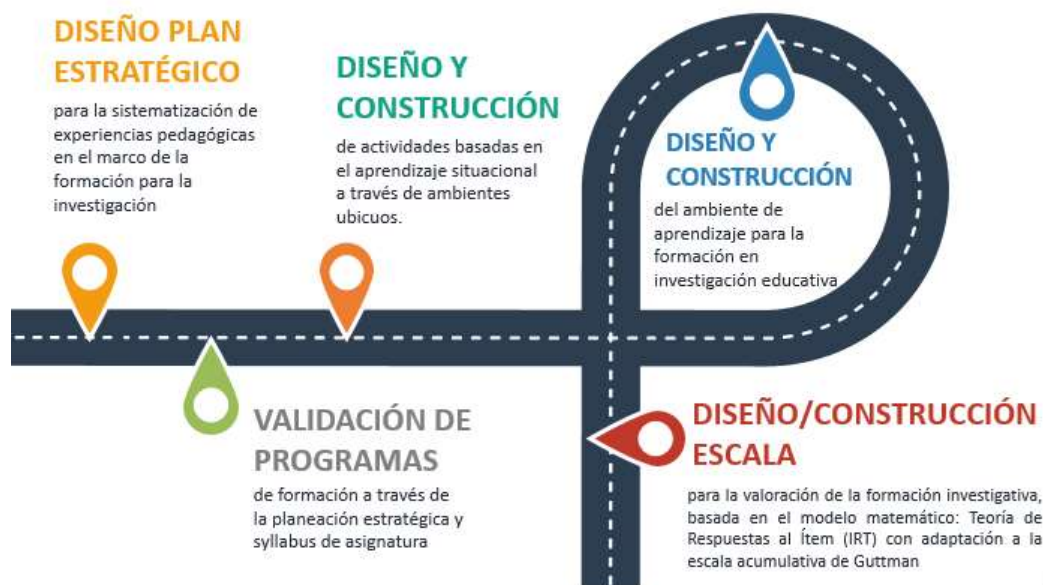 DISEÑO PLAN
ESTRATÉGICO
para la sistematización de
experiencias pedagógicas
en el marco de la
formación para la
investigación
VALIDACIÓN DE
PROGRAMAS
de formación a través de
la planeación estratégica y
syllabus de asignatura
DISEÑO Y
CONSTRUCCIÓN
de actividades basadas en
el aprendizaje situacional
a través de ambientes
ubicuos.
DISEÑO Y
CONSTRUCCIÓN
del ambiente de
aprendizaje para la
formación en
investigación educativa
DISEÑO/CONSTRUCCIÓN
ESCALA
para la valoración de la formación investigativa,
basada en el modelo matemático: Teoría de
Respuestas al Ítem (IRT) con adaptación a la
escala acumulativa de Guttman